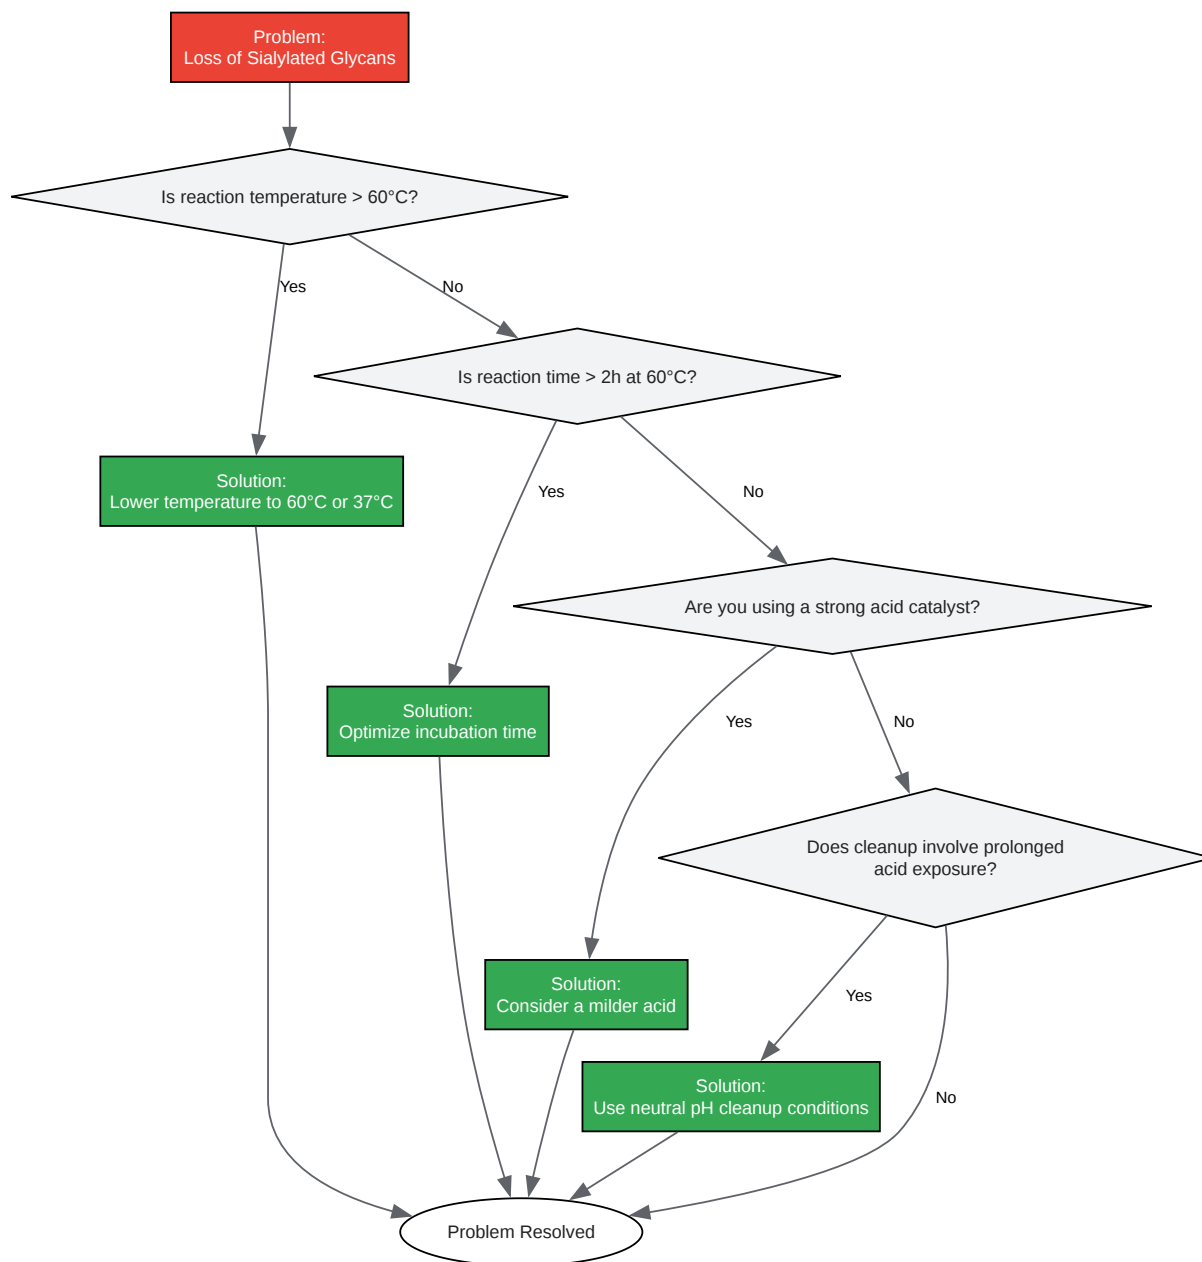 Problem:
Loss of Sialylated Glycans
Is reaction temperature > 60°C?
Yes
No
Is reaction time > 2h at 60°C?
Solution:
Lower temperature to 60°C or 37°C
Yes
No
Are you using a strong acid catalyst?
Solution:
Optimize incubation time
Yes
No
Does cleanup involve prolonged
acid exposure?
Solution:
Consider a milder acid
Yes
Solution:
Use neutral pH cleanup conditions
No
Problem Resolved